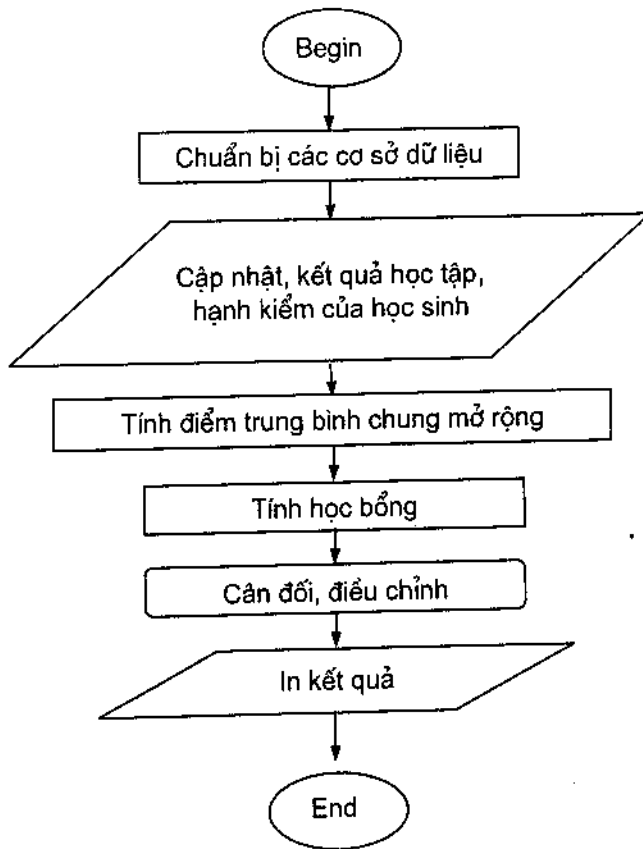 Begin
Chuẩn bị các cơ sở dữ liệu
Cập nhật, kết quả học tập,
hạnh kiểm của học sinh
Tính điểm trung bình chung mở rộng
Tính học bổng
Cân đối, điều chỉnh
In kết quả
End